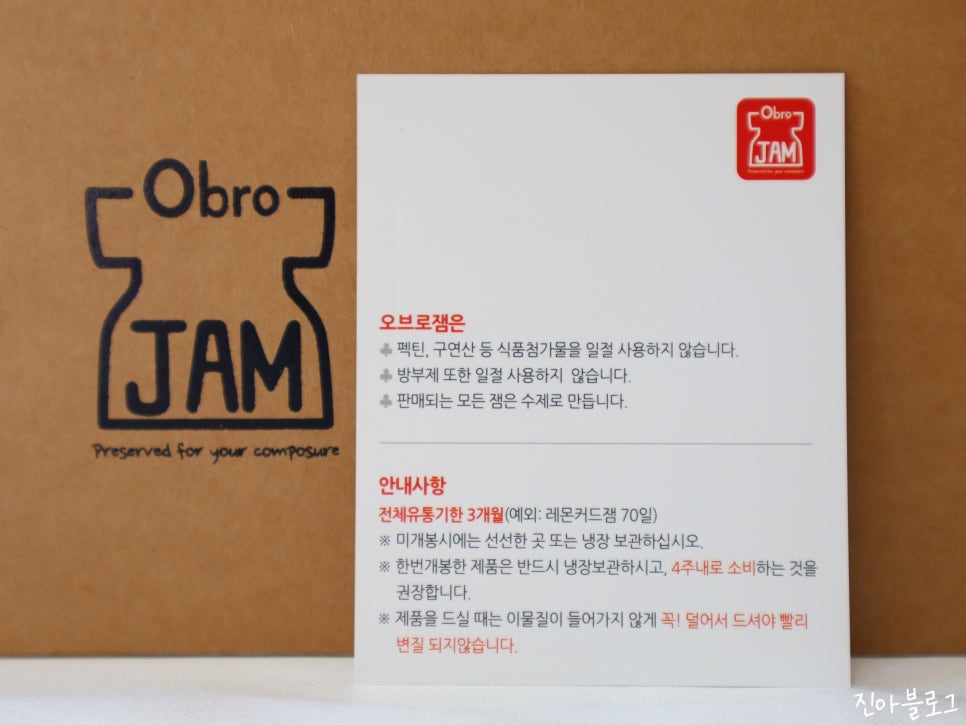 Obro
JAM
Preserved for your composure
Obro
JAM
Preserved for your composure
오브로잼은
♣ 펙틴, 구연산 등 식품첨가물을 일절 사용하지 않습니다.
♣ 방부제 또한 일절 사용하지 않습니다.
♣ 판매되는 모든 잼은 수제로 만듭니다.
안내사항
전체유통기한 3개월(예외: 레몬커드잼 70일)
※ 미개봉시에는 선선한 곳 또는 냉장 보관하십시오.
※ 한번개봉한 제품은 반드시 냉장보관하시고, 4주내로 소비하는 것을
권장합니다.
※ 제품을 드실 때는 이물질이 들어가지 않게 꼭! 덜어서 드셔야 빨리
변질 되지않습니다.
진아블로그